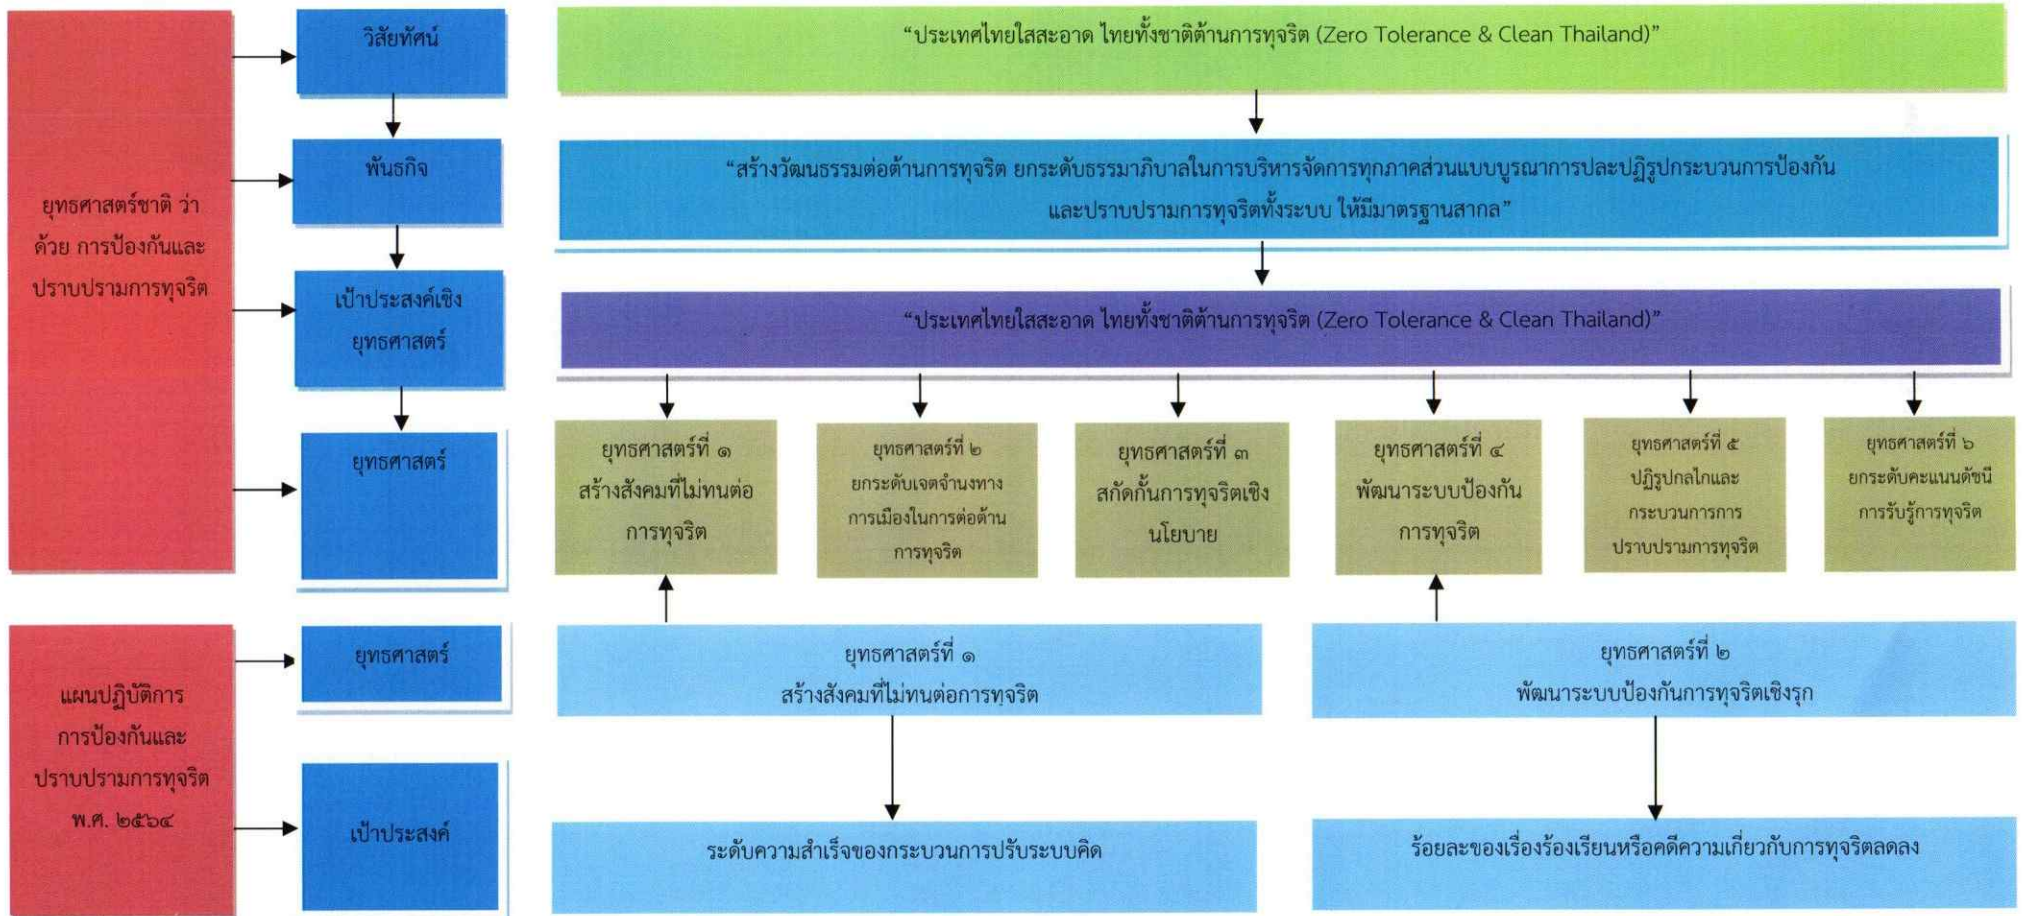 ยุทธศาสตร์ชาติ ว่า
ด้วย การป้องกันและ
ปราบปรามการทุจริต
วิสัยทัศน์
“ประเทศไทยใสสะอาด ไทยทั้งชาติต้านการทุจริต (Zero Tolerance & Clean Thailand)”
พันธกิจ
“สร้างวัฒนธรรมต่อต้านการทุจริต ยกระดับธรรมาภิบาลในการบริหารจัดการทุกภาคส่วนแบบบูรณาการปละปฏิรูปกระบวนการป้องกัน
และปราบปรามการทุจริตทั้งระบบ ให้มีมาตรฐานสากล”
เป้าประสงค์เชิง
ยุทธศาสตร์
“ประเทศไทยใสสะอาด ไทยทั้งชาติต้านการทุจริต (Zero Tolerance & Clean Thailand)”
ยุทธศาสตร์
ยุทธศาสตร์ที่ ๑
สร้างสังคมที่ไม่ทนต่อ
การทุจริต
ยุทธศาสตร์ที่ ๒
ยกระดับเจตจำนงทาง
การเมืองในการต่อต้าน
การทุจริต
ยุทธศาสตร์ที่ ๓
สกัดกั้นการทุจริตเชิง
นโยบาย
ยุทธศาสตร์ที่ ๔
พัฒนาระบบป้องกัน
การทุจริต
ยุทธศาสตร์ที่ ๕
ปฏิรูปกลไกและ
กระบวนการการ
ปราบปรามการทุจริต
ยุทธศาสตร์ที่ ๖
ยกระดับคะแนนดัชนี
การรับรู้การทุจริต
แผนปฏิบัติการ
การป้องกันและ
ปราบปรามการทุจริต
พ.ศ. ๒๕๖๔
ยุทธศาสตร์
ยุทธศาสตร์ที่ ๑
สร้างสังคมที่ไม่ทนต่อการทุจริต
ยุทธศาสตร์ที่ ๒
พัฒนาระบบป้องกันการทุจริตเชิงรุก
เป้าประสงค์
ระดับความสำเร็จของกระบวนการปรับระบบคิด
ร้อยละของเรื่องร้องเรียนหรือคดีความเกี่ยวกับการทุจริตลดลง